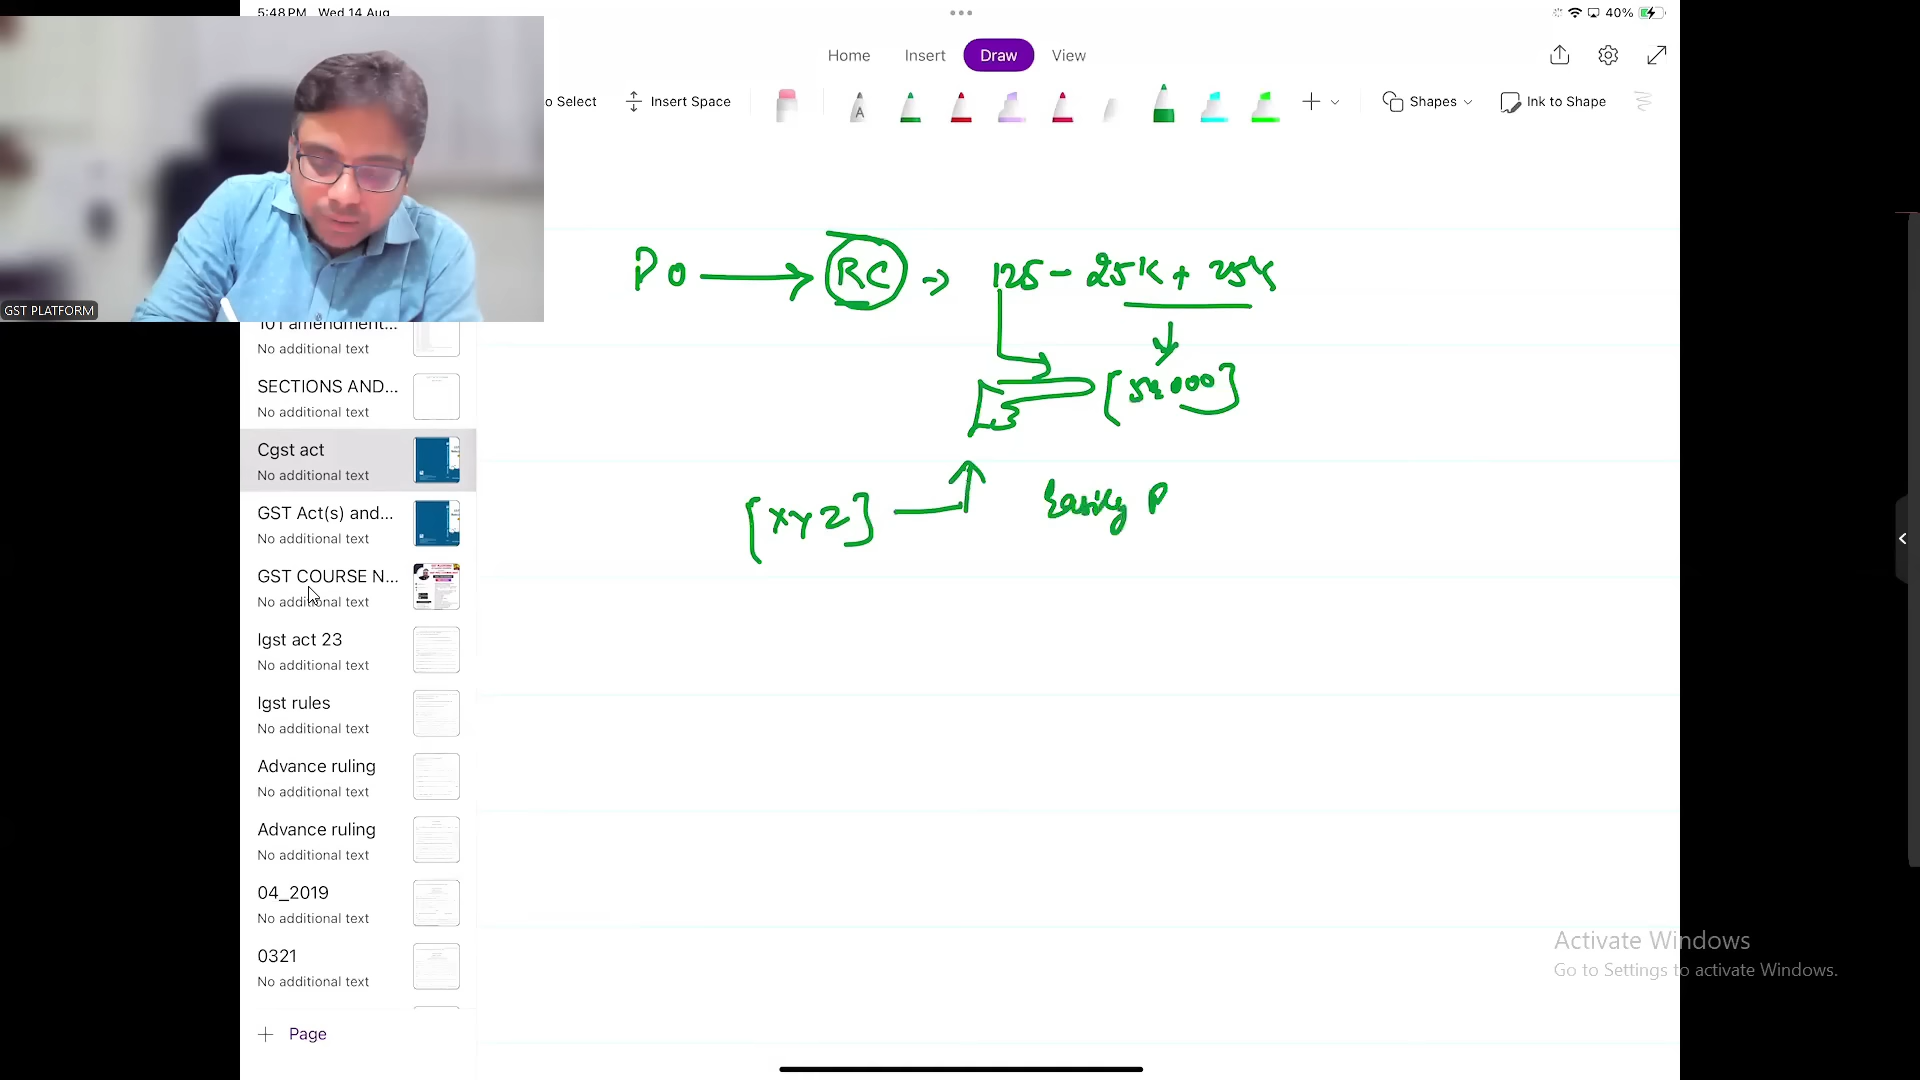 5:48 PM Wed 14 Aug
40%
Home Insert Draw View
o Select Insert Space A Shapes Ink to Shape
GST PLATFORM
101 amendment...
No additional text
SECTIONS AND...
No additional text
Cgst act
No additional text
GST Act(s) and...
No additional text
GST COURSE N...
No additional text
Igst act 23
No additional text
Igst rules
No additional text
Advance ruling
No additional text
Advance ruling
No additional text
04_2019
No additional text
0321
No additional text
Page
PO → RC → 125 - 25K + 25K
[XYZ] P
Activate Windows
Go to Settings to activate Windows.